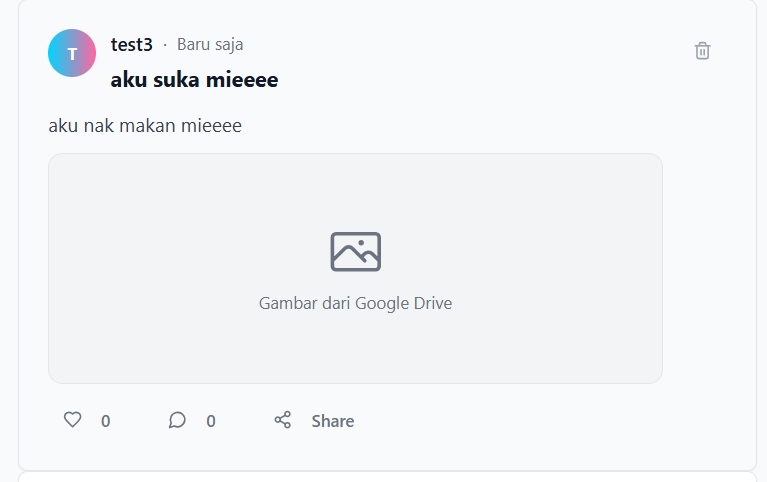 T
test3 · Baru saja
aku suka mieeee
aku nak makan mieeee
Gambar dari Google Drive
0 0 Share